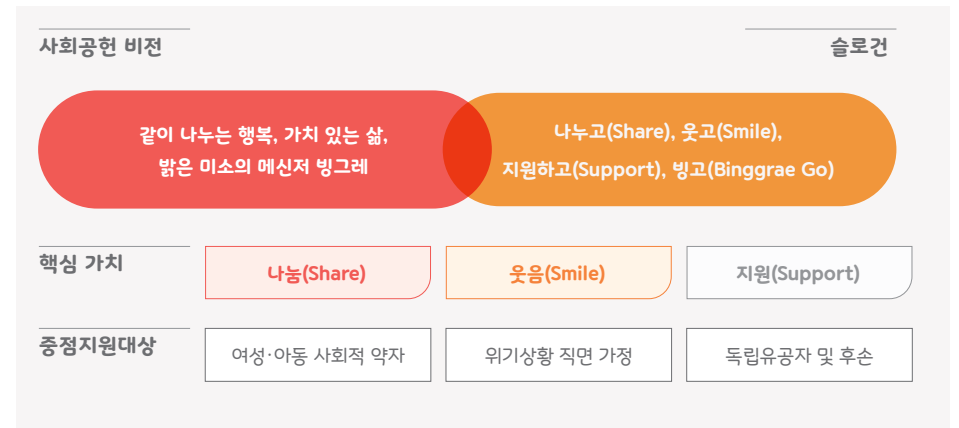 사회공헌 비전
슬로건
같이 나누는 행복, 가치 있는 삶,
밝은 미소의 메신저 빙그레
나누고(Share), 웃고(Smile),
지원하고(Support), 빙고(Binggrae Go)
핵심 가치
나눔(Share)
웃음(Smile)
지원(Support)
중점지원대상
여성·아동 사회적 약자
위기상황 직면 가정
독립유공자 및 후손